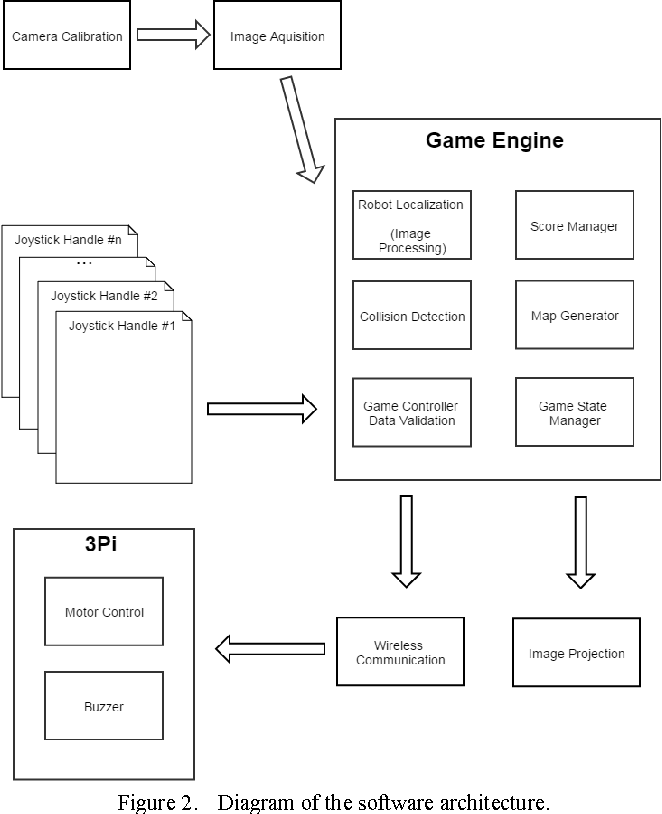 Camera Calibration
Image Aquisition
Game Engine
Robot Localization
(Image
Processing)
Score Manager
Collision Detection
Map Generator
Game Controller
Data Validation
Game State
Manager
Joystick Handle #n
...
Joystick Handle #2
Joystick Handle #1
3Pi
Motor Control
Buzzer
Wireless
Communication
Image Projection
Figure 2. Diagram of the software architecture.